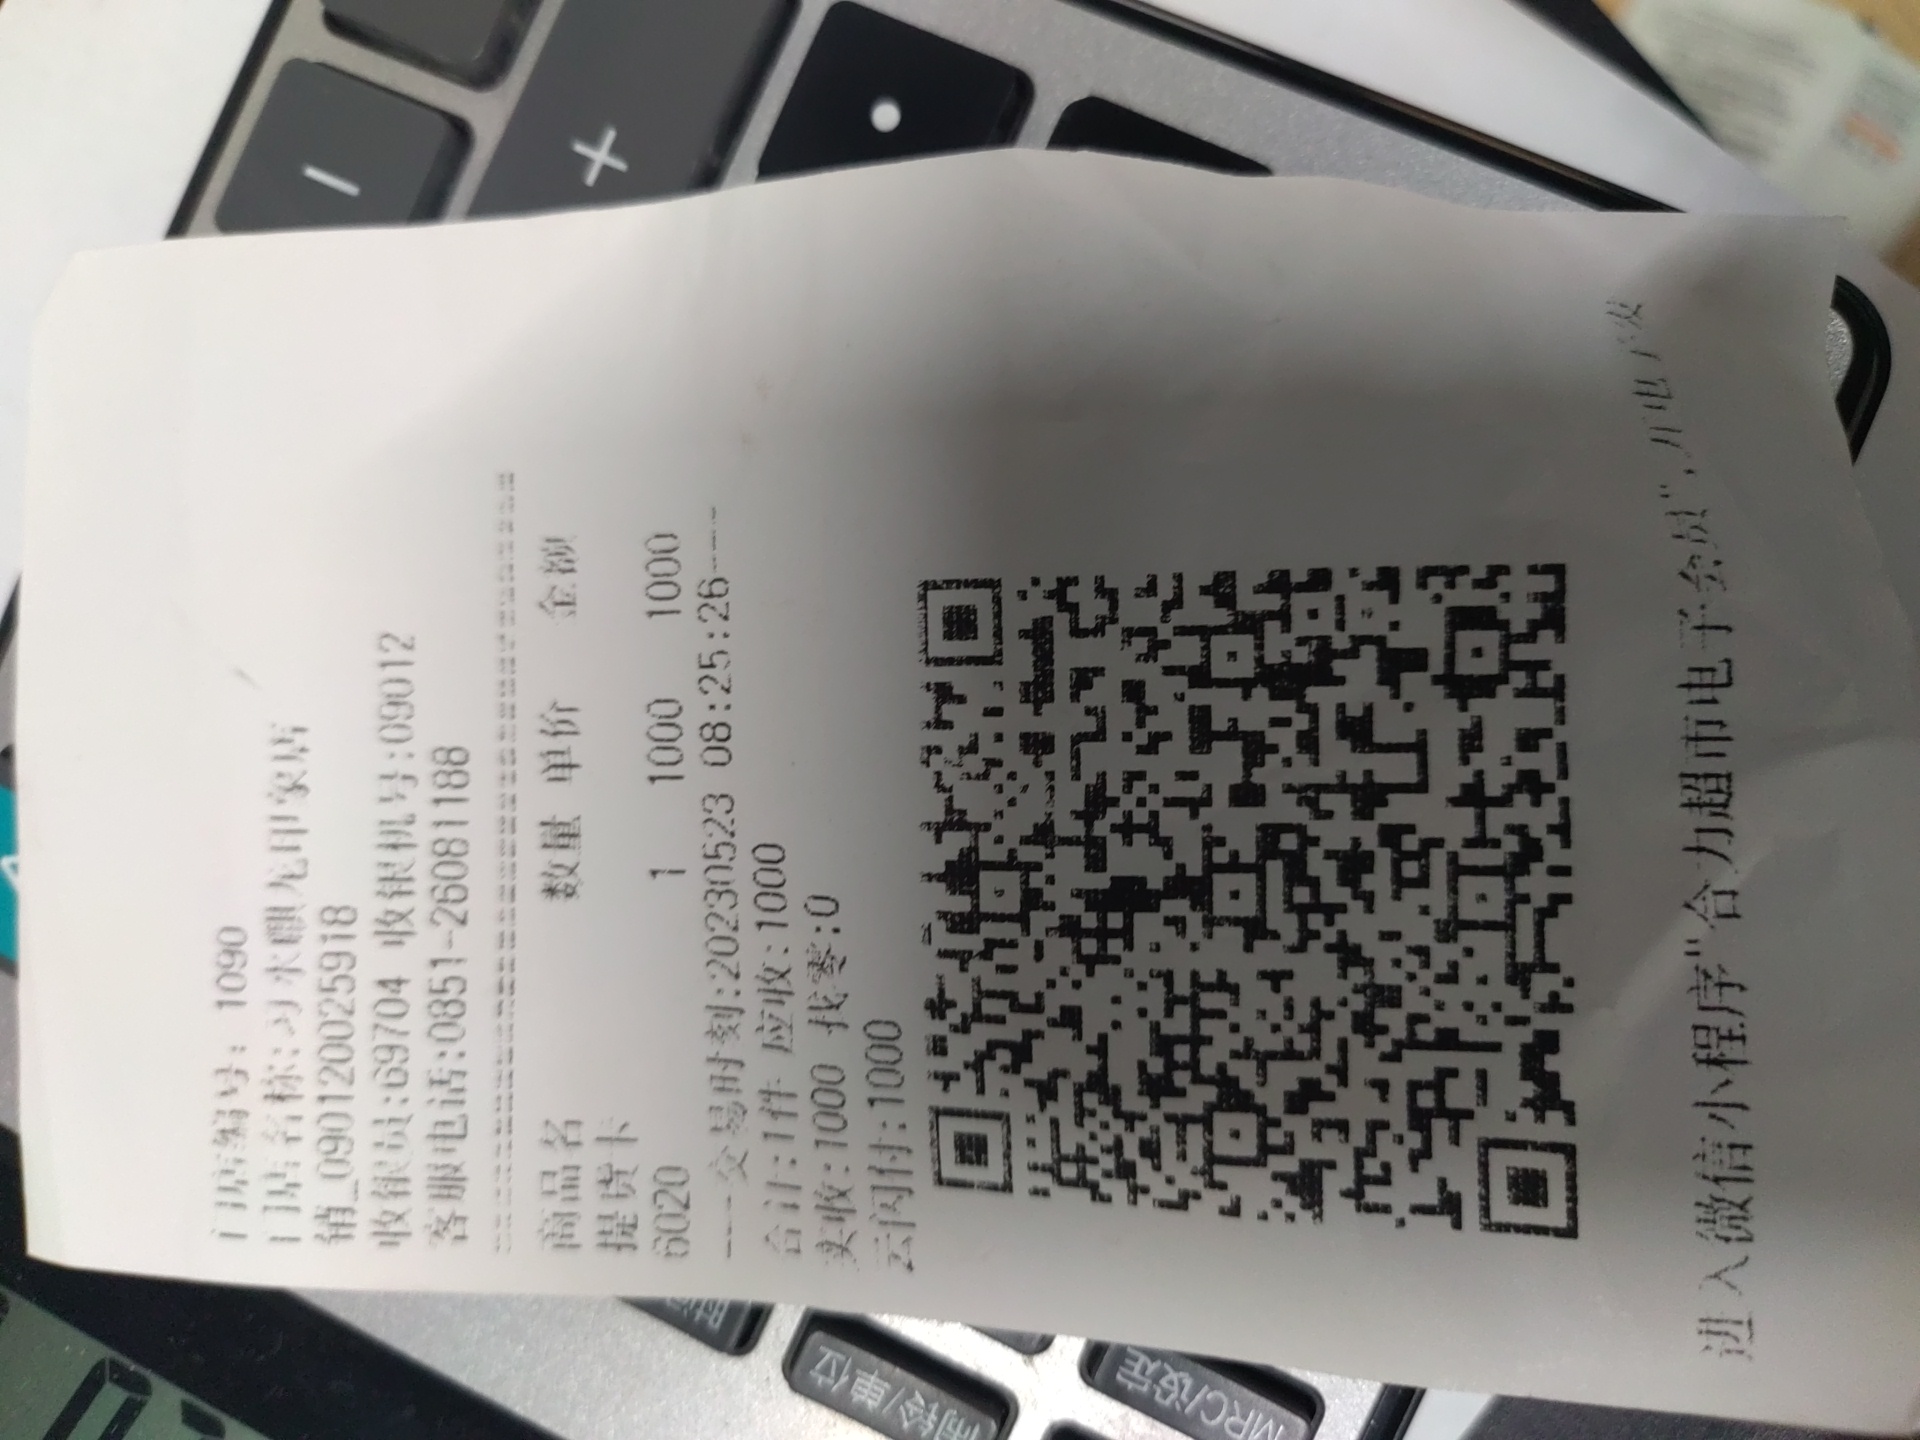 门店编号: 1090
门店名称:习水麒龙印象店
销_0901200025918
收银员:69704 收银机号:09012
客服电话:0851-26081188
商品名 数量 单价 金额
提货卡
6020 1 1000 1000
----交易时刻:20230523 08:25:26----
合计:1件 应收:1000
实收:1000 找零:0
云闪付:1000
进入微信小程序"合力超市电子会员",开电子发
MRC/设定